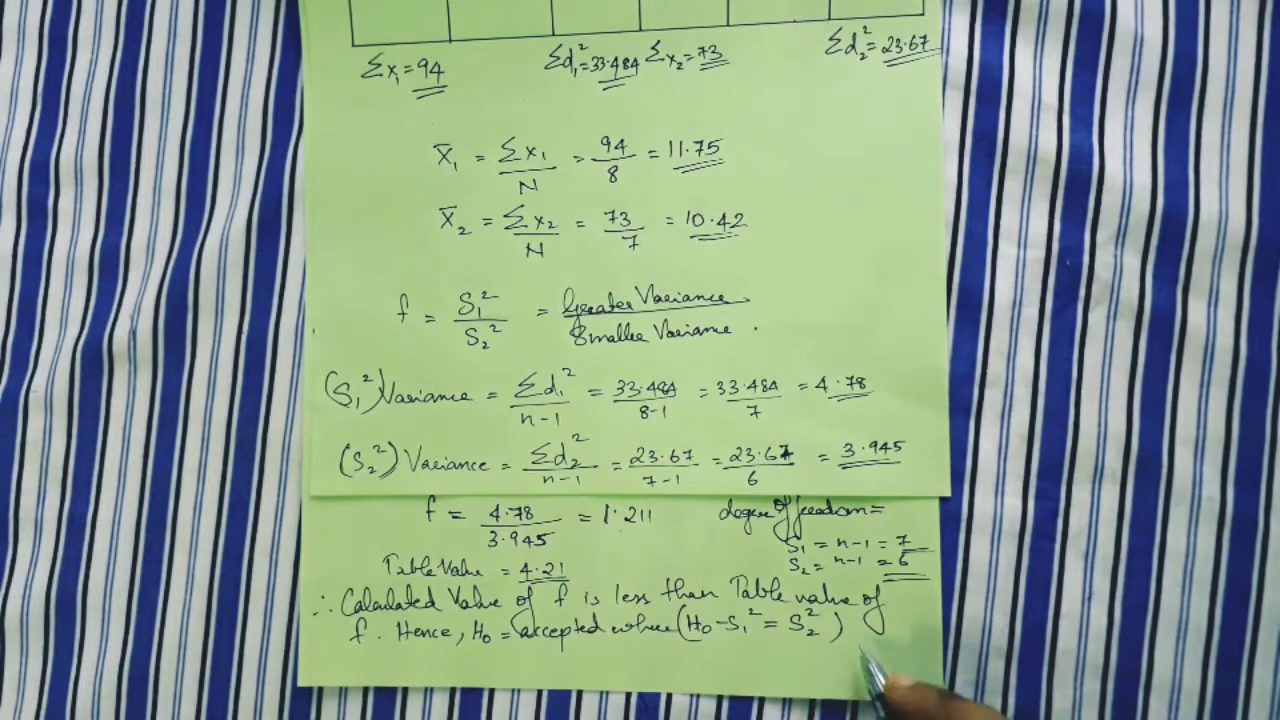 Σx₁=94 Σd₁²=33.484 Σx₂=73 Σd₂²=23.67
X̄₁ = Σx₁/N = 94/8 = 11.75
X̄₂ = Σx₂/N = 73/7 = 10.42
f = S₁²/S₂² = Greater Variance/Smaller Variance.
(S₁²) Variance = Σd₁²/n-1 = 33.484/8-1 = 33.484/7 = 4.78
(S₂²) Variance = Σd₂²/n-1 = 23.67/7-1 = 23.67/6 = 3.945
f = 4.78/3.945 = 1.211 degree of freedom =
S₁ = n-1 = 7
S₂ = n-1 = 6
Table Value = 4.21
∴ Calculated Value of f is less than Table value of
f. Hence, H₀ = accepted where (H₀-S₁² = S₂²)